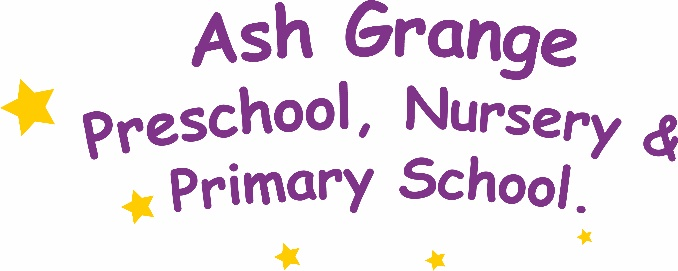 Ash Grange
Preschool, Nursery &
Primary School.